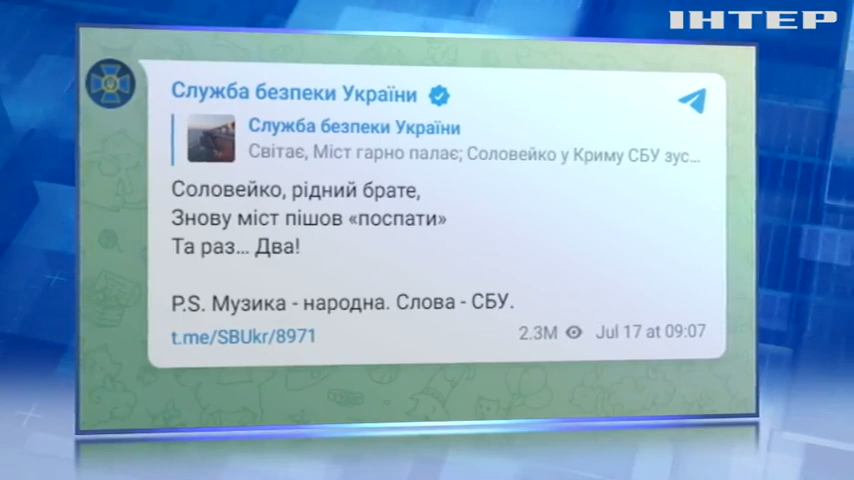 ІНТЕР
Служба безпеки України
Служба безпеки України
Світає, Міст гарно палає; Соловейко у Криму СБУ зус...
Соловейко, рідний брате,
Знову міст пішов «поспати»
Та раз... Два!
P.S. Музика - народна. Слова - СБУ.
t.me/SBUkr/8971
2.3M Jul 17 at 09:07